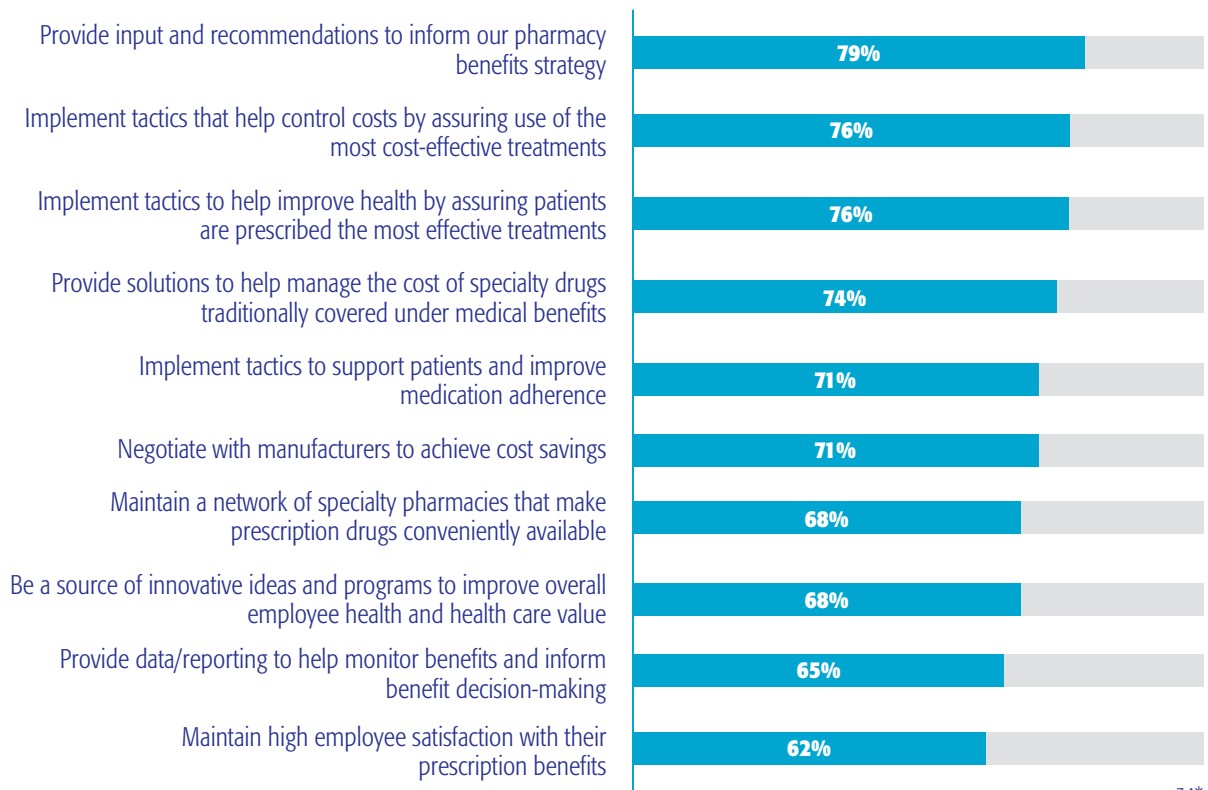 Provide input and recommendations to inform our pharmacy
benefits strategy
79%
Implement tactics that help control costs by assuring use of the
most cost-effective treatments
76%
Implement tactics to help improve health by assuring patients
are prescribed the most effective treatments
76%
Provide solutions to help manage the cost of specialty drugs
traditionally covered under medical benefits
74%
Implement tactics to support patients and improve
medication adherence
71%
Negotiate with manufacturers to achieve cost savings
71%
Maintain a network of specialty pharmacies that make
prescription drugs conveniently available
68%
Be a source of innovative ideas and programs to improve overall
employee health and health care value
68%
Provide data/reporting to help monitor benefits and inform
benefit decision-making
65%
Maintain high employee satisfaction with their
prescription benefits
62%